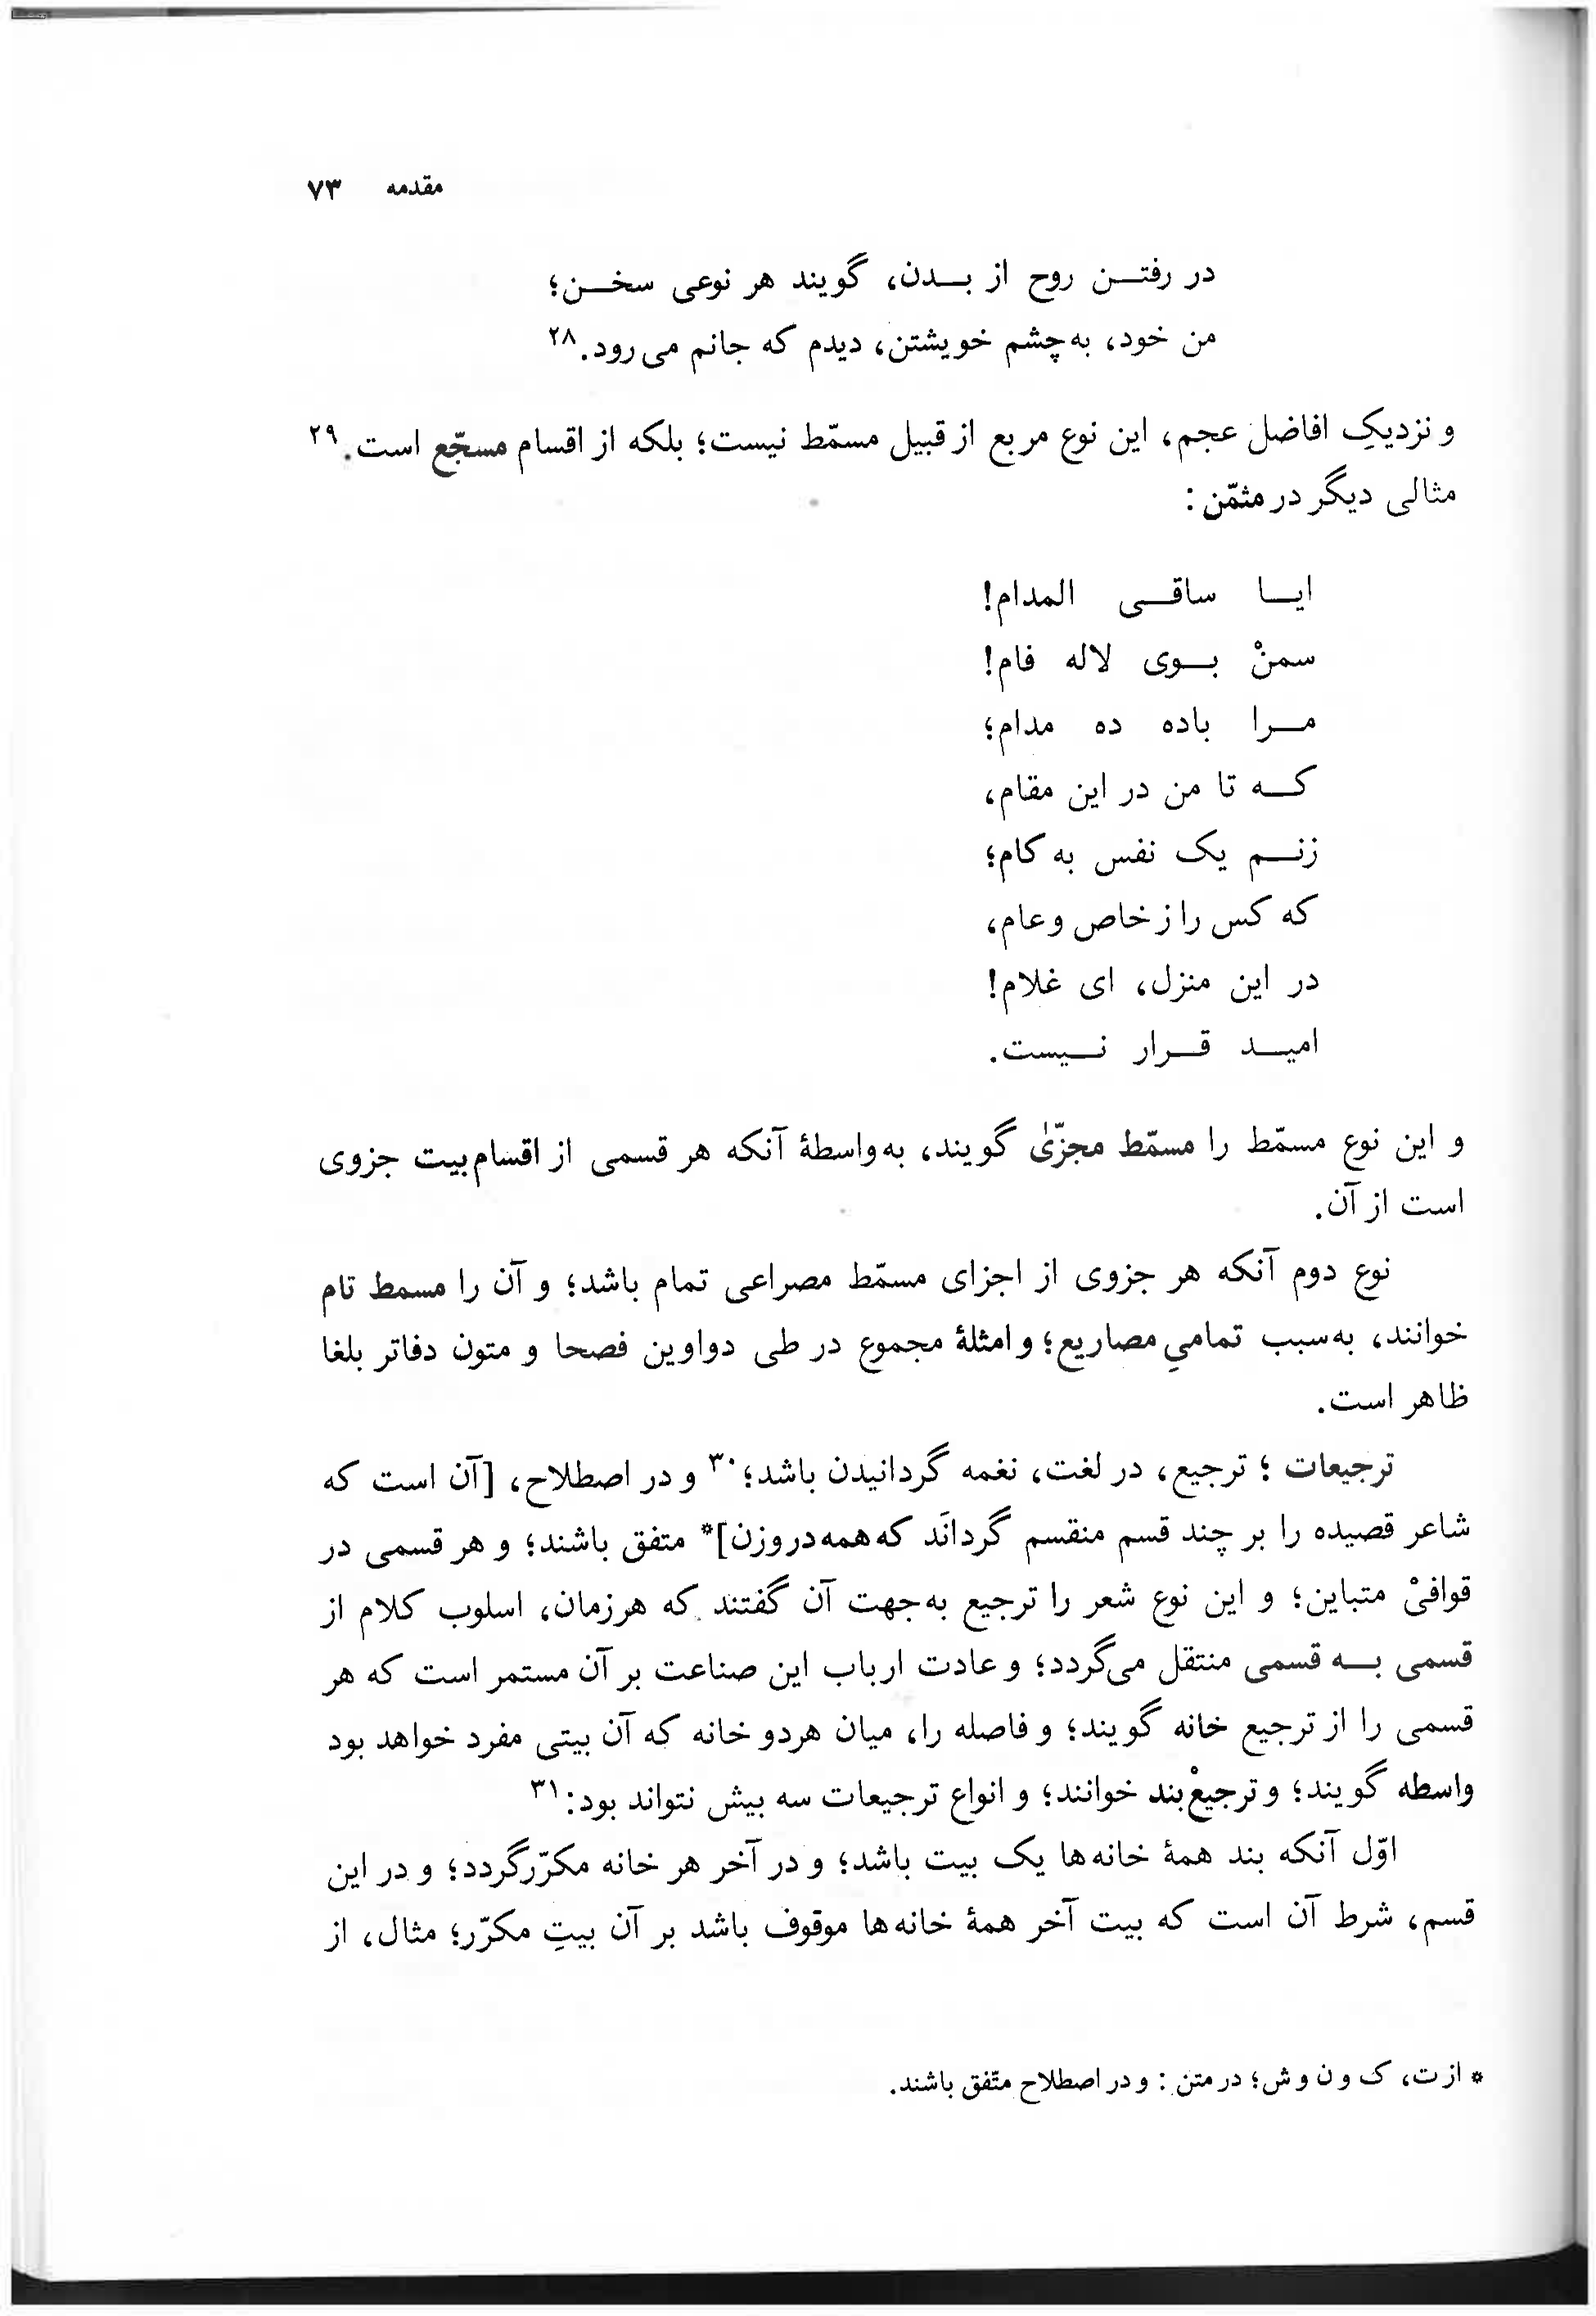 مقدمه ۷۳
در رفتن روح از بدن، گویند هر نوعی سخن؛
من خود، به‌چشم خویشتن، دیدم که جانم می‌رود.۲۸
و نزدیکِ افاضل عجم، این نوع مربع از قبیل مسمّط نیست؛ بلکه از اقسام مسجّع است.۲۹
مثالی دیگر در مثمّن:
ایا ساقی المدام!
سمنْ بوی لاله فام!
مرا باده ده مدام؛
که تا من در این مقام،
زنم یک نفس به کام؛
که کس را ز خاص و عام،
در این منزل، ای غلام!
امید قرار نیست.
و این نوع مسمّط را مسمّط مجزّیٰ گویند، به‌واسطهٔ آنکه هر قسمی از اقسام بیت جزوی
است از آن.
نوع دوم آنکه هر جزوی از اجزای مسمّط مصراعی تمام باشد؛ و آن را مسمط تام
خوانند، به‌سبب تمامیِ مصاریع؛ و امثلهٔ مجموع در طی دواوین فصحا و متون دفاتر بلغا
ظاهر است.
ترجیعات؛ ترجیع، در لغت، نغمه گردانیدن باشد؛۳۰ و در اصطلاح، [آن است که
شاعر قصیده را بر چند قسم منقسم گردانَد که همه در وزن]* متفق باشند؛ و هر قسمی در
قوافیْ متباین؛ و این نوع شعر را ترجیع به‌جهت آن گفتند که هرزمان، اسلوب کلام از
قسمی به قسمی منتقل می‌گردد؛ و عادت ارباب این صناعت بر آن مستمر است که هر
قسمی را از ترجیع خانه گویند؛ و فاصله را، میان هردو خانه که آن بیتی مفرد خواهد بود
واسطه گویند؛ و ترجیعْ‌بند خوانند؛ و انواع ترجیعات سه بیش نتواند بود:۳۱
اوّل آنکه بند همهٔ خانه‌ها یک بیت باشد؛ و در آخر هر خانه مکرّر گردد؛ و در این
قسم، شرط آن است که بیت آخر همهٔ خانه‌ها موقوف باشد بر آن بیتِ مکرّر؛ مثال، از
* از ت، ک و ن و ش؛ در متن: و در اصطلاح متّفق باشند.